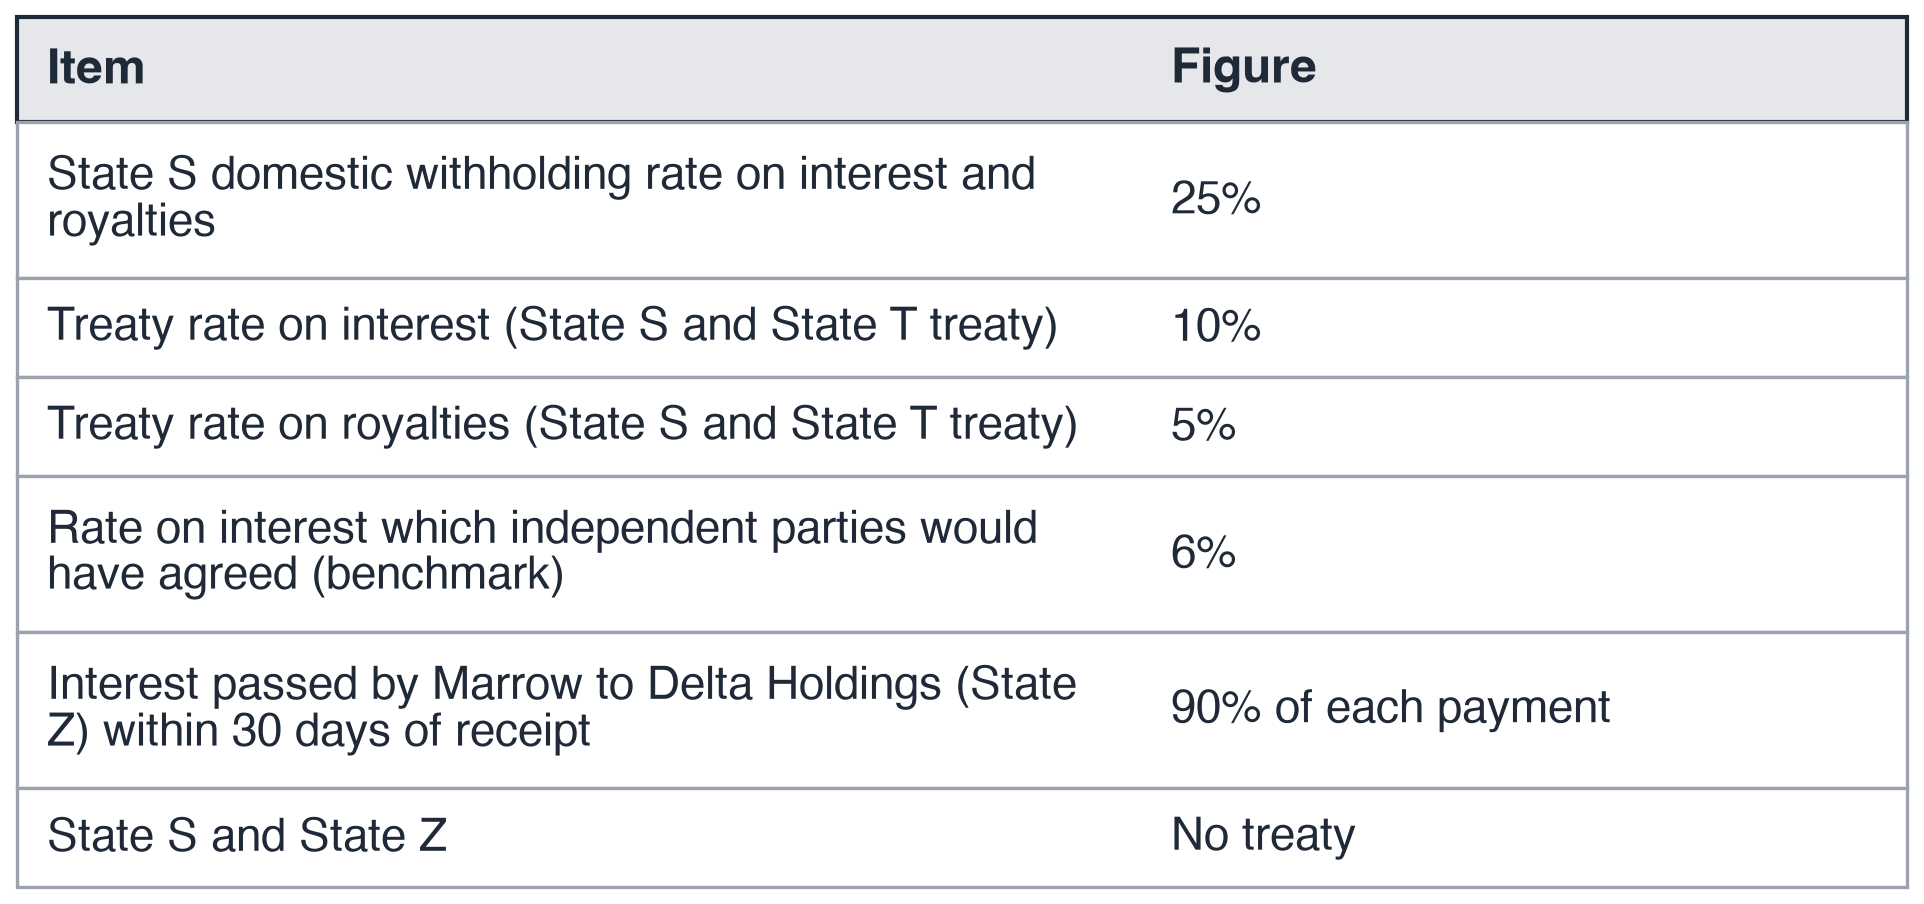 Item Figure
State S domestic withholding rate on interest and
royalties
25%
Treaty rate on interest (State S and State T treaty) 10%
Treaty rate on royalties (State S and State T treaty) 5%
Rate on interest which independent parties would
have agreed (benchmark)
6%
Interest passed by Marrow to Delta Holdings (State
Z) within 30 days of receipt
90% of each payment
State S and State Z No treaty